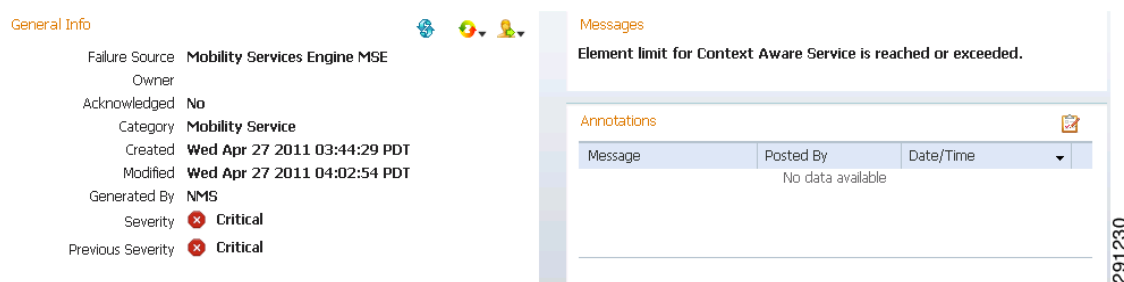 General Info
Failure Source Mobility Services Engine MSE
Owner
Acknowledged No
Category Mobility Service
Created Wed Apr 27 2011 03:44:29 PDT
Modified Wed Apr 27 2011 04:02:54 PDT
Generated By NMS
Severity Critical
Previous Severity Critical
Messages
Element limit for Context Aware Service is reached or exceeded.
Annotations
Message Posted By Date/Time
No data available
291230